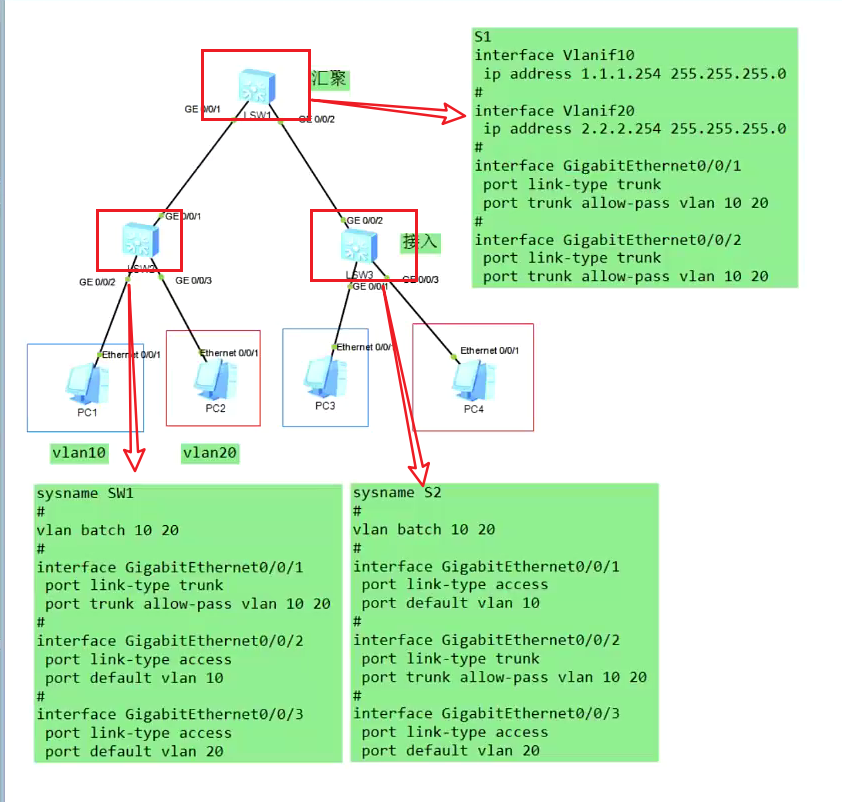 S1
interface Vlanif10
 ip address 1.1.1.254 255.255.255.0
#
interface Vlanif20
 ip address 2.2.2.254 255.255.255.0
#
interface GigabitEthernet0/0/1
 port link-type trunk
 port trunk allow-pass vlan 10 20
#
interface GigabitEthernet0/0/2
 port link-type trunk
 port trunk allow-pass vlan 10 20
汇聚
GE 0/0/1
LSW1
GE 0/0/2
GE 0/0/1
GE 0/0/2
接入
LSW2
LSW3
GE 0/0/2
GE 0/0/3
GE 0/0/1
GE 0/0/3
Ethernet 0/0/1
Ethernet 0/0/1
Ethernet 0/0/1
Ethernet 0/0/1
PC1
PC2
PC3
PC4
vlan10
vlan20
sysname SW1
#
vlan batch 10 20
#
interface GigabitEthernet0/0/1
 port link-type trunk
 port trunk allow-pass vlan 10 20
#
interface GigabitEthernet0/0/2
 port link-type access
 port default vlan 10
#
interface GigabitEthernet0/0/3
 port link-type access
 port default vlan 20
sysname S2
#
vlan batch 10 20
#
interface GigabitEthernet0/0/1
 port link-type access
 port default vlan 10
#
interface GigabitEthernet0/0/2
 port link-type trunk
 port trunk allow-pass vlan 10 20
#
interface GigabitEthernet0/0/3
 port link-type access
 port default vlan 20